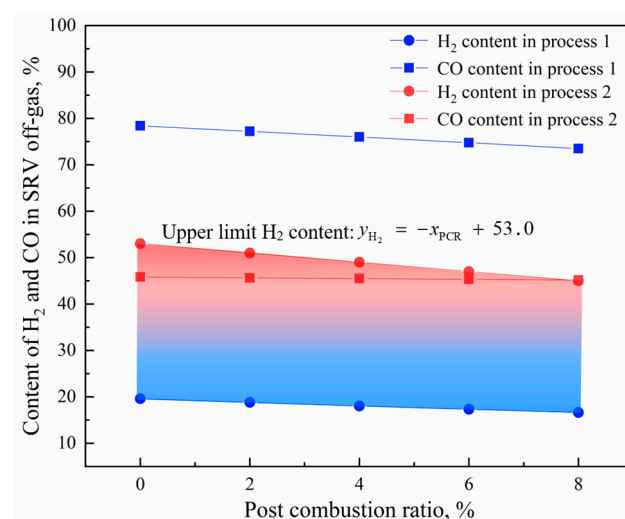 100
90
80
70
60
50
40
30
20
10
0
2
4
6
8
Content of H₂ and CO in SRV off-gas, %
Post combustion ratio, %
H₂ content in process 1
CO content in process 1
H₂ content in process 2
CO content in process 2
Upper limit H₂ content: y_H₂ = −x_PCR + 53.0